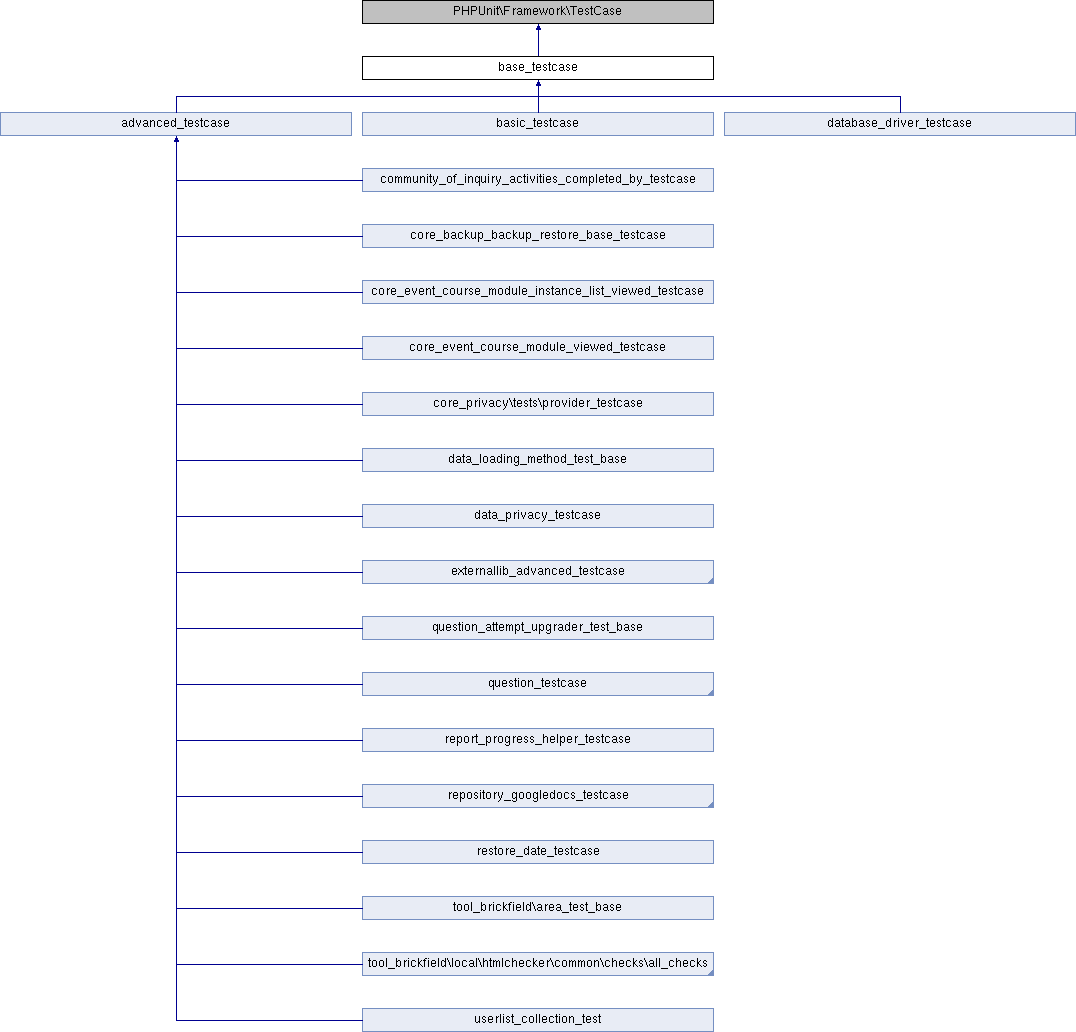 PHPUnit\Framework\TestCase
base_testcase
advanced_testcase
basic_testcase
database_driver_testcase
community_of_inquiry_activities_completed_by_testcase
core_backup_backup_restore_base_testcase
core_event_course_module_instance_list_viewed_testcase
core_event_course_module_viewed_testcase
core_privacy\tests\provider_testcase
data_loading_method_test_base
data_privacy_testcase
externallib_advanced_testcase
question_attempt_upgrader_test_base
question_testcase
report_progress_helper_testcase
repository_googledocs_testcase
restore_date_testcase
tool_brickfield\area_test_base
tool_brickfield\local\htmlchecker\common\checks\all_checks
userlist_collection_test